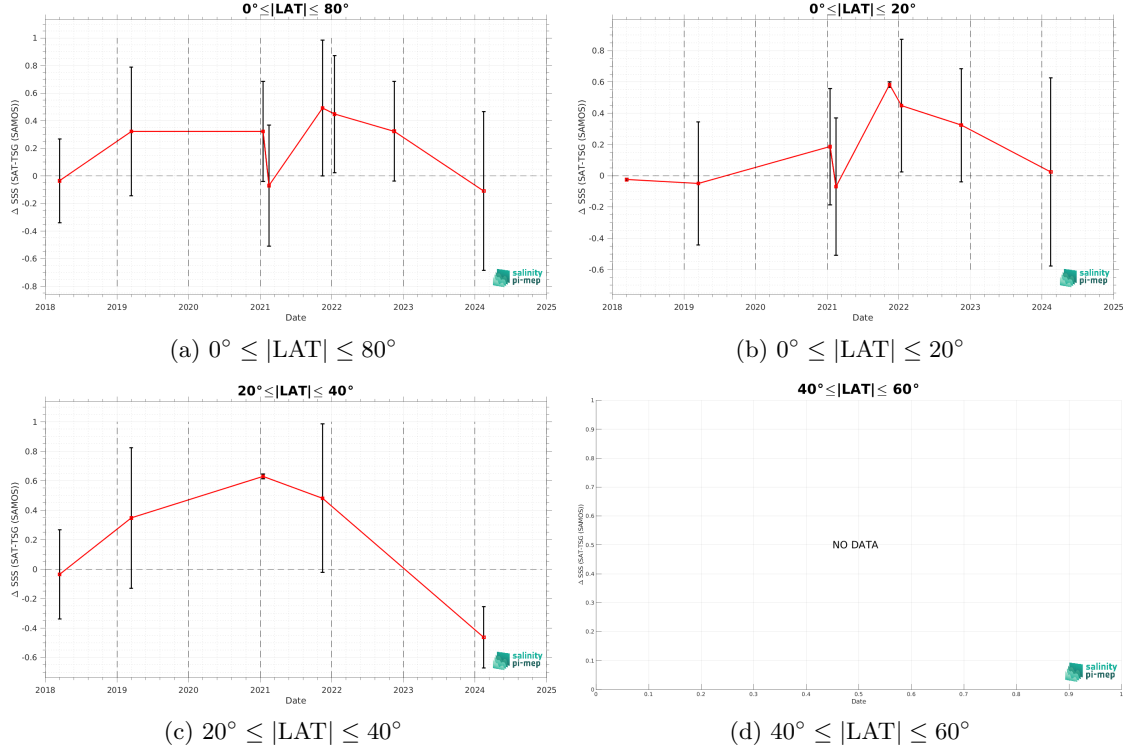 0°≤|LAT|≤ 80°
Δ SSS (SAT-TSG (SAMOS))
1
0.8
0.6
0.4
0.2
0
-0.2
-0.4
-0.6
-0.8
2018 2019 2020 2021 2022 2023 2024 2025
Date
salinity
pi-mep
(a) 0° ≤ |LAT| ≤ 80°
0°≤|LAT|≤ 20°
Δ SSS (SAT-TSG (SAMOS))
0.8
0.6
0.4
0.2
0
-0.2
-0.4
-0.6
2018 2019 2020 2021 2022 2023 2024 2025
Date
salinity
pi-mep
(b) 0° ≤ |LAT| ≤ 20°
20°≤|LAT|≤ 40°
Δ SSS (SAT-TSG (SAMOS))
1
0.8
0.6
0.4
0.2
0
-0.2
-0.4
-0.6
2018 2019 2020 2021 2022 2023 2024 2025
Date
salinity
pi-mep
(c) 20° ≤ |LAT| ≤ 40°
40°≤|LAT|≤ 60°
Δ SSS (SAT-TSG (SAMOS))
1
0.9
0.8
0.7
0.6
0.5
0.4
0.3
0.2
0.1
0
NO DATA
0 0.1 0.2 0.3 0.4 0.5 0.6 0.7 0.8 0.9 1
Date
salinity
pi-mep
(d) 40° ≤ |LAT| ≤ 60°